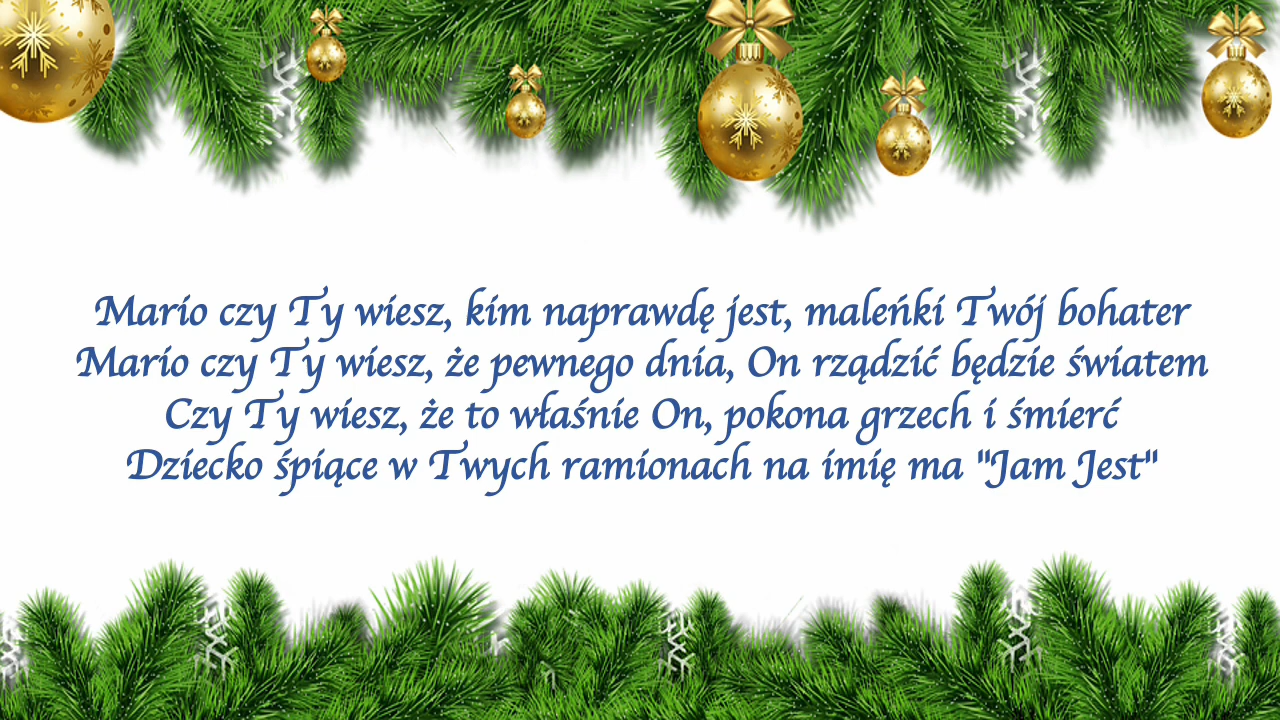 Mario czy Ty wiesz, kim naprawdę jest, maleńki Twój bohater
Mario czy Ty wiesz, że pewnego dnia, On rządzić będzie światem
Czy Ty wiesz, że to właśnie On, pokona grzech i śmierć
Dziecko śpiące w Twych ramionach na imię ma "Jam Jest"